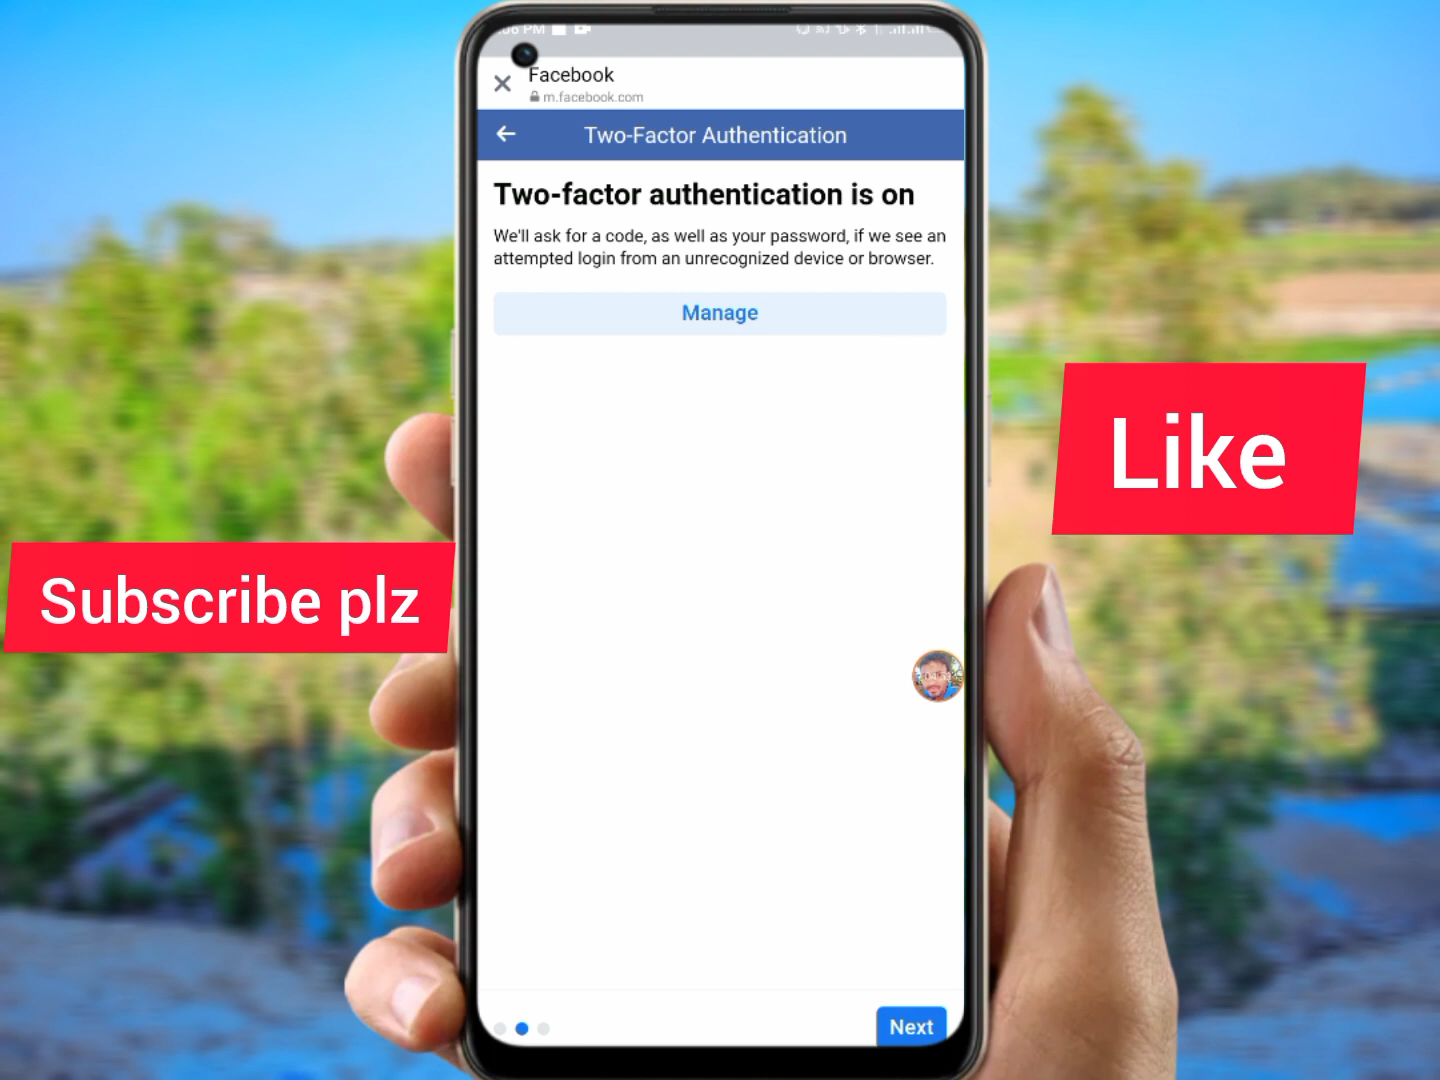 Facebook
m.facebook.com
Two-Factor Authentication
Two-factor authentication is on
We'll ask for a code, as well as your password, if we see an
attempted login from an unrecognized device or browser.
Manage
Like
Subscribe plz
Next